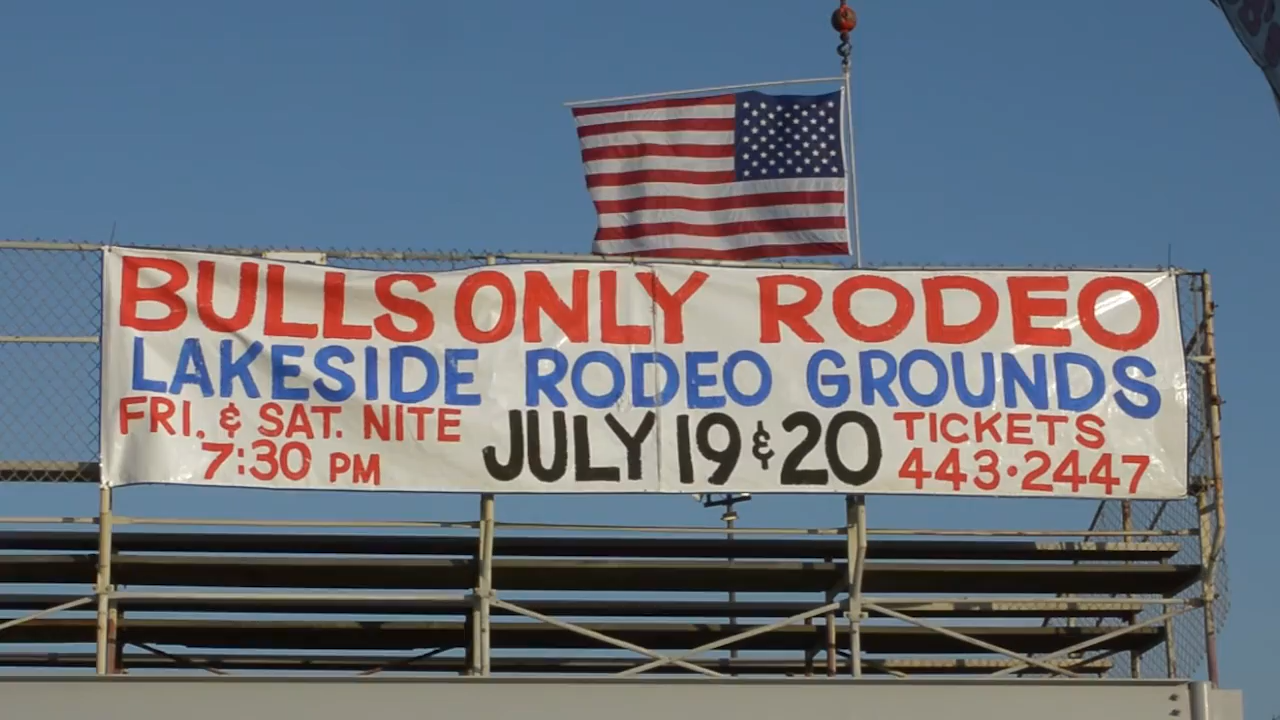 BULLS ONLY RODEO
LAKESIDE RODEO GROUNDS
FRI. & SAT. NITE
7:30 PM
JULY 19 & 20
TICKETS
443·2447